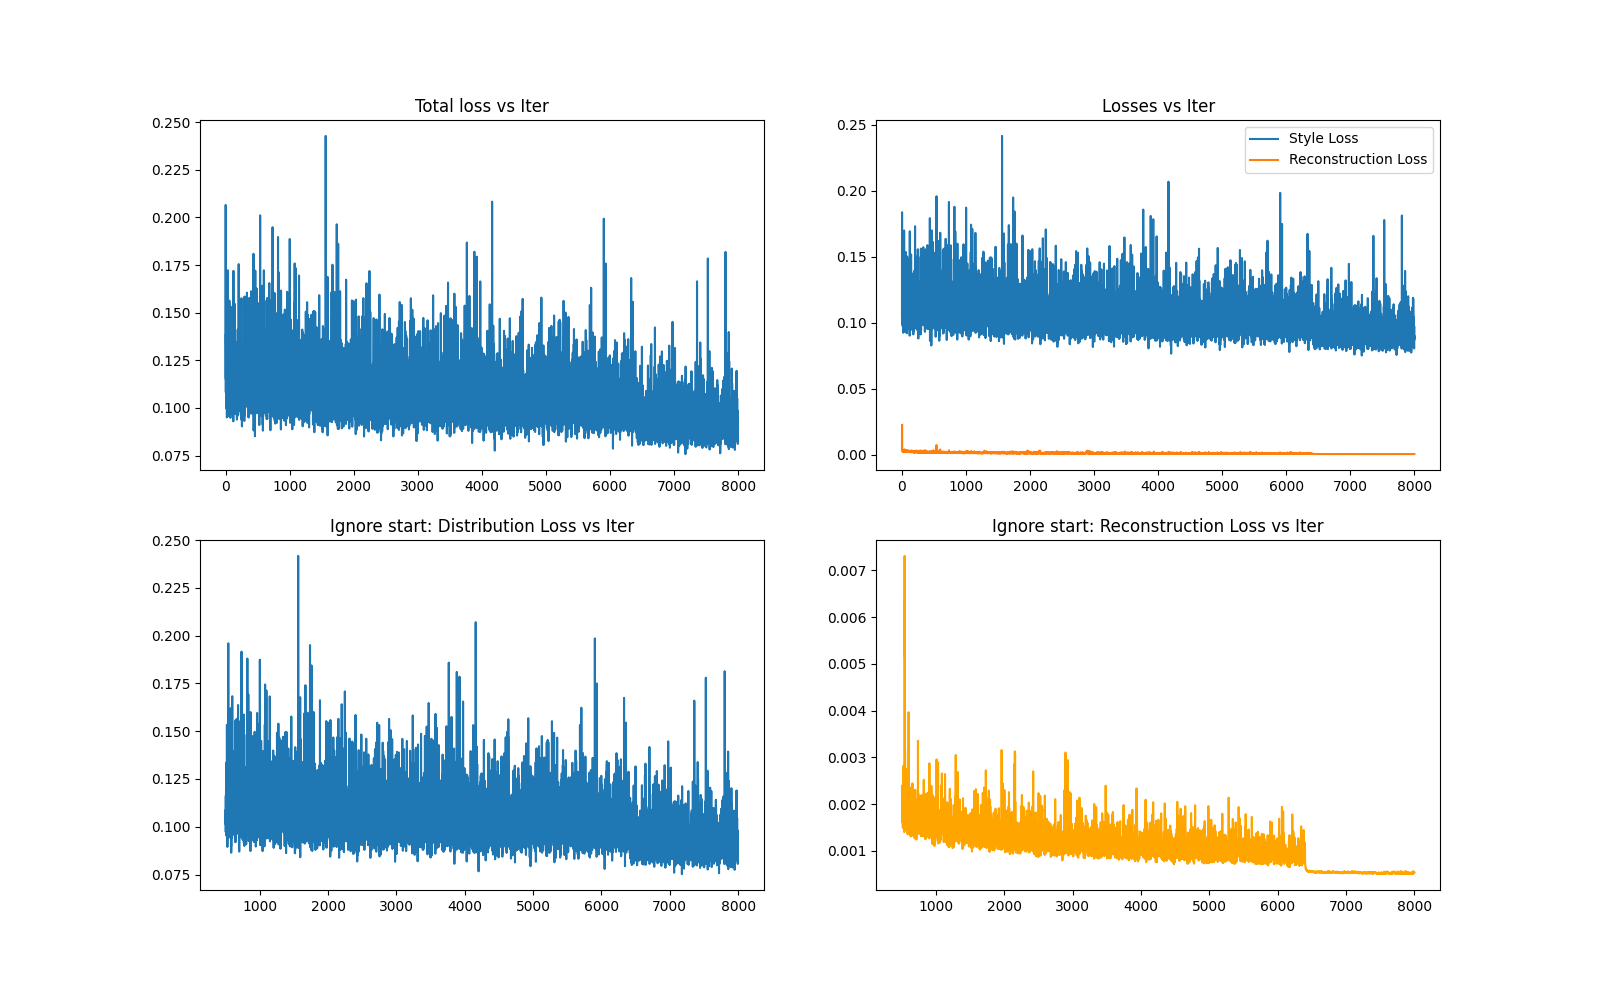 Total loss vs Iter
0.250
0.225
0.200
0.175
0.150
0.125
0.100
0.075
0 1000 2000 3000 4000 5000 6000 7000 8000
Losses vs Iter
Style Loss
Reconstruction Loss
0.25
0.20
0.15
0.10
0.05
0.00
0 1000 2000 3000 4000 5000 6000 7000 8000
Ignore start: Distribution Loss vs Iter
0.250
0.225
0.200
0.175
0.150
0.125
0.100
0.075
1000 2000 3000 4000 5000 6000 7000 8000
Ignore start: Reconstruction Loss vs Iter
0.007
0.006
0.005
0.004
0.003
0.002
0.001
1000 2000 3000 4000 5000 6000 7000 8000